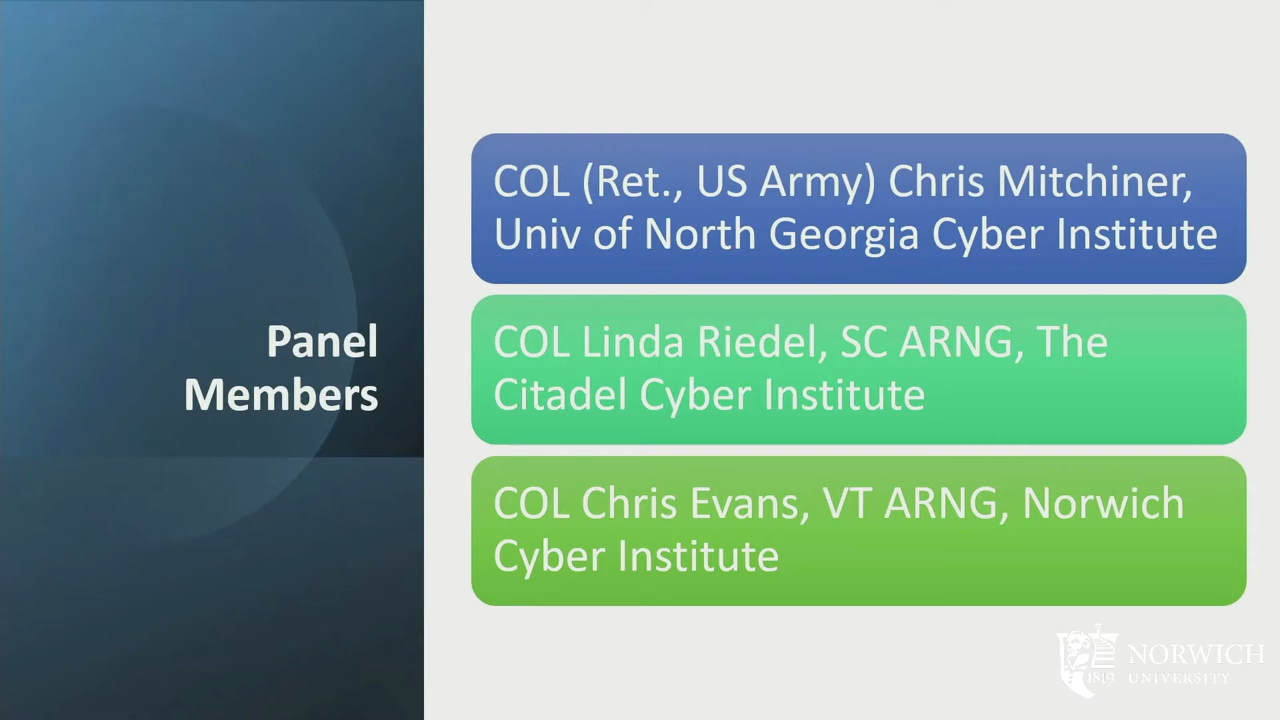 Panel
Members
COL (Ret., US Army) Chris Mitchiner,
Univ of North Georgia Cyber Institute
COL Linda Riedel, SC ARNG, The
Citadel Cyber Institute
COL Chris Evans, VT ARNG, Norwich
Cyber Institute
1819
NORWICH
UNIVERSITY